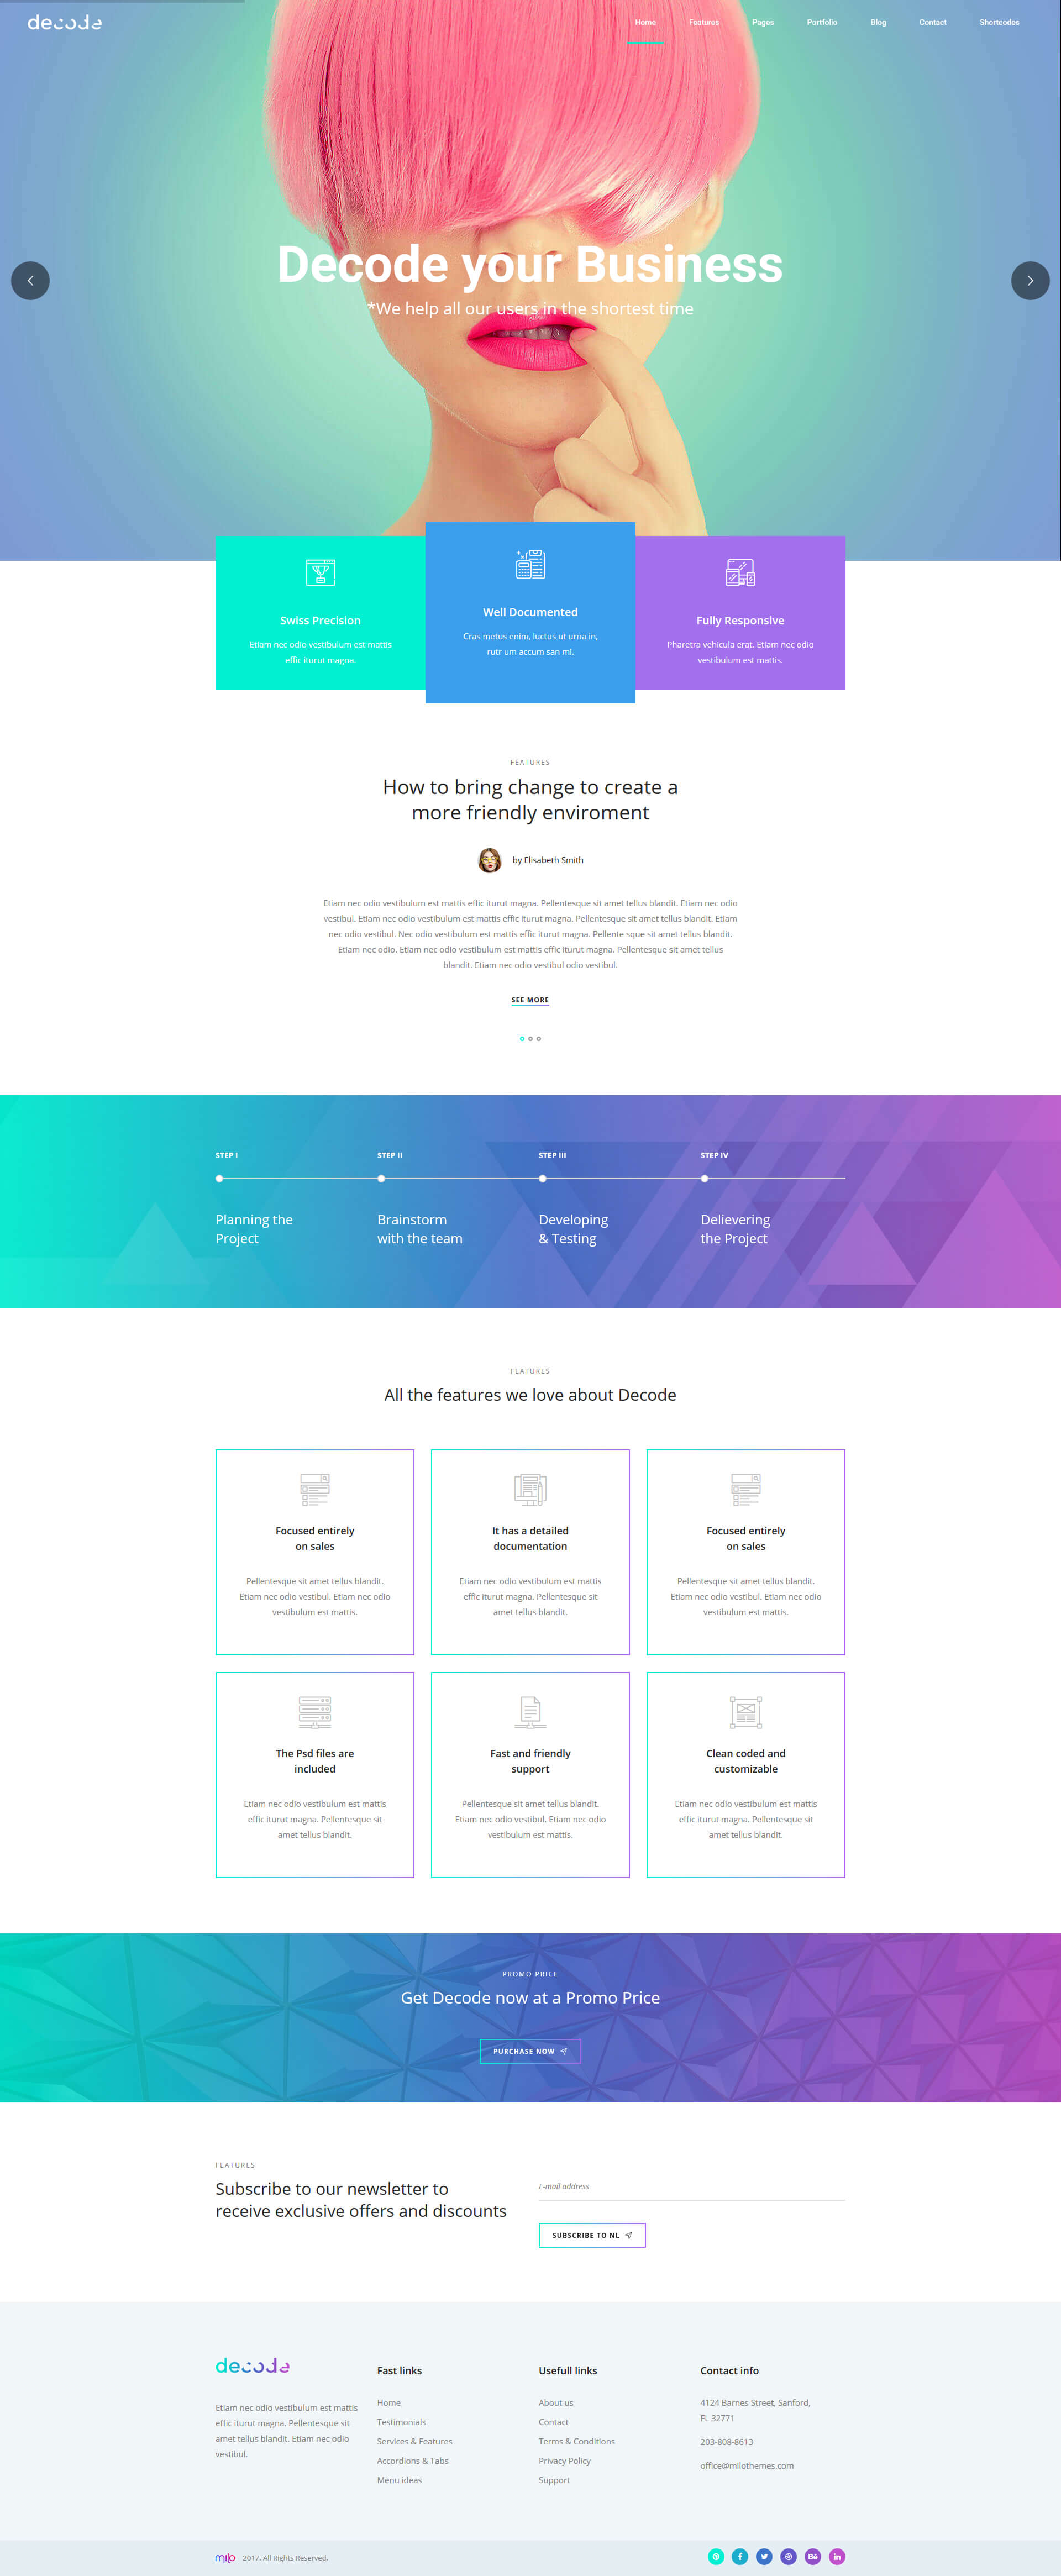 decode
Home Features Pages Portfolio Blog Contact Shortcodes
Decode your Business
*We help all our users in the shortest time
Swiss Precision
Etiam nec odio vestibulum est mattis
effic iturut magna.
Well Documented
Cras metus enim, luctus ut urna in,
rutr um accum san mi.
Fully Responsive
Pharetra vehicula erat. Etiam nec odio
vestibulum est mattis.
FEATURES
How to bring change to create a
more friendly enviroment
by Elisabeth Smith
Etiam nec odio vestibulum est mattis effic iturut magna. Pellentesque sit amet tellus blandit. Etiam nec odio
vestibul. Etiam nec odio vestibulum est mattis effic iturut magna. Pellentesque sit amet tellus blandit. Etiam
nec odio vestibul. Nec odio vestibulum est mattis effic iturut magna. Pellente sque sit amet tellus blandit.
Etiam nec odio. Etiam nec odio vestibulum est mattis effic iturut magna. Pellentesque sit amet tellus
blandit. Etiam nec odio vestibul odio vestibul.
SEE MORE
STEP I
Planning the
Project
STEP II
Brainstorm
with the team
STEP III
Developing
& Testing
STEP IV
Delievering
the Project
FEATURES
All the features we love about Decode
Focused entirely
on sales
Pellentesque sit amet tellus blandit.
Etiam nec odio vestibul. Etiam nec odio
vestibulum est mattis.
It has a detailed
documentation
Etiam nec odio vestibulum est mattis
effic iturut magna. Pellentesque sit
amet tellus blandit.
Focused entirely
on sales
Pellentesque sit amet tellus blandit.
Etiam nec odio vestibul. Etiam nec odio
vestibulum est mattis.
The Psd files are
included
Etiam nec odio vestibulum est mattis
effic iturut magna. Pellentesque sit
amet tellus blandit.
Fast and friendly
support
Pellentesque sit amet tellus blandit.
Etiam nec odio vestibul. Etiam nec odio
vestibulum est mattis.
Clean coded and
customizable
Etiam nec odio vestibulum est mattis
effic iturut magna. Pellentesque sit
amet tellus blandit.
PROMO PRICE
Get Decode now at a Promo Price
PURCHASE NOW
FEATURES
Subscribe to our newsletter to
receive exclusive offers and discounts
E-mail address
SUBSCRIBE TO NL
decode
Etiam nec odio vestibulum est mattis
effic iturut magna. Pellentesque sit
amet tellus blandit. Etiam nec odio
vestibul.
Fast links
Home
Testimonials
Services & Features
Accordions & Tabs
Menu ideas
Usefull links
About us
Contact
Terms & Conditions
Privacy Policy
Support
Contact info
4124 Barnes Street, Sanford,
FL 32771
203-808-8613
office@milothemes.com
milo 2017. All Rights Reserved.